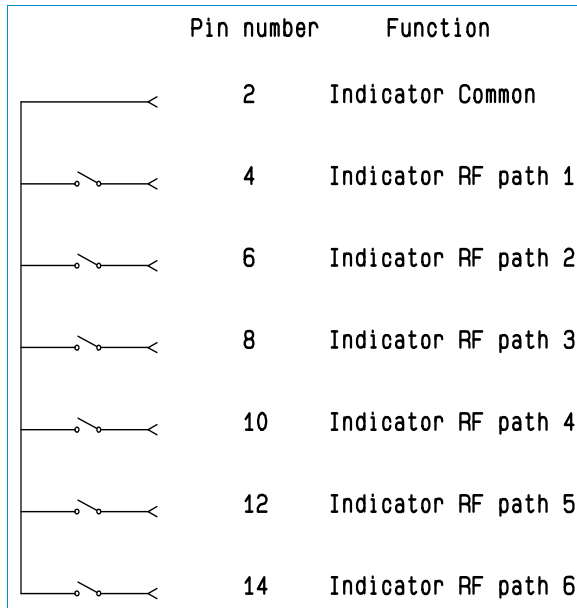 Pin number Function
2 Indicator Common
4 Indicator RF path 1
6 Indicator RF path 2
8 Indicator RF path 3
10 Indicator RF path 4
12 Indicator RF path 5
14 Indicator RF path 6